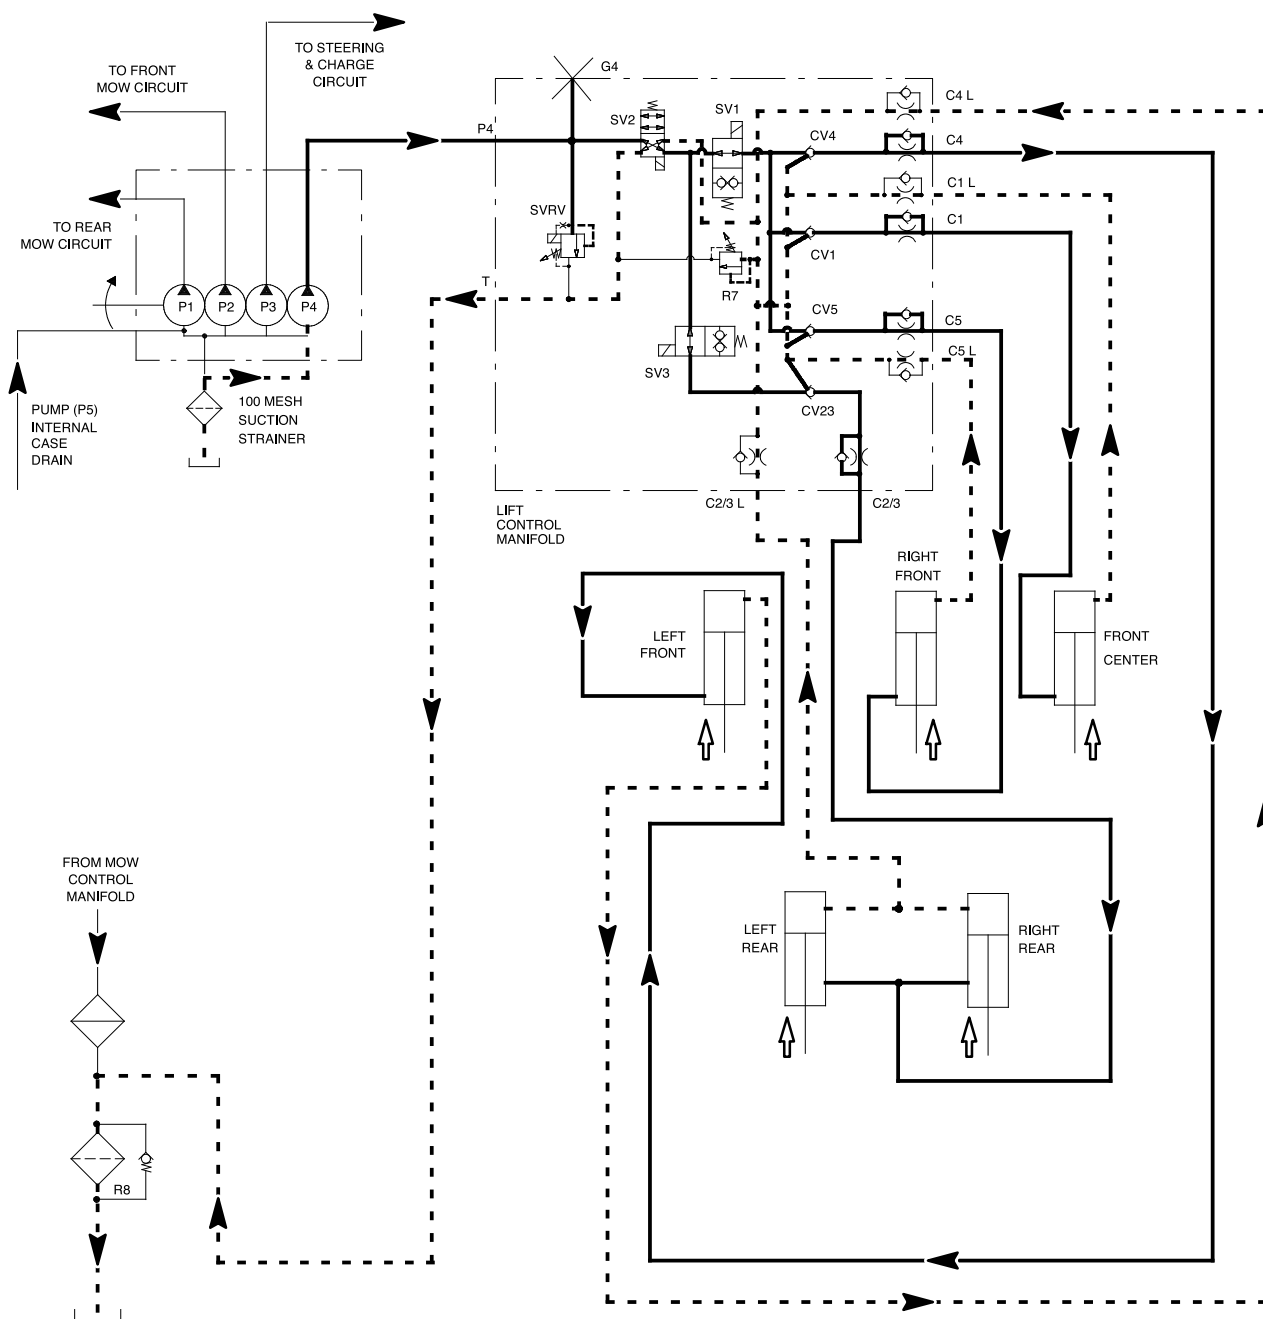 TO STEERING
& CHARGE
CIRCUIT
TO FRONT
MOW CIRCUIT
TO REAR
MOW CIRCUIT
P1
P2
P3
P4
PUMP (P5)
INTERNAL
CASE
DRAIN
100 MESH
SUCTION
STRAINER
G4
P4
SV2
SV1
SVRV
T
R7
SV3
CV4
CV1
CV5
CV23
C4 L
C4
C1 L
C1
C5
C5 L
C2/3 L
C2/3
LIFT
CONTROL
MANIFOLD
LEFT
FRONT
RIGHT
FRONT
FRONT
CENTER
LEFT
REAR
RIGHT
REAR
FROM MOW
CONTROL
MANIFOLD
R8